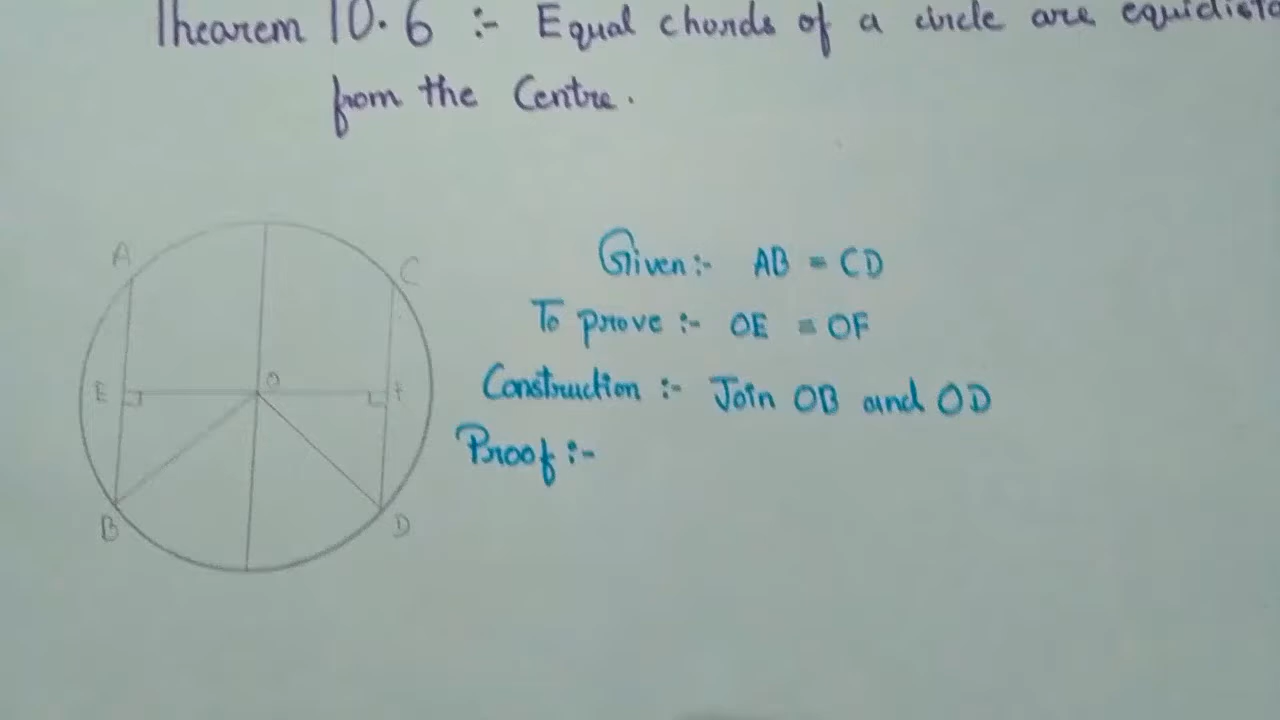 Thearem 10.6 :- Equal chords of a circle are
from the Centre.
Given:- AB = CD
To prove :- OE = OF
Construction :- Join OB and OD
Proof :-
A
C
E
O
F
B
D